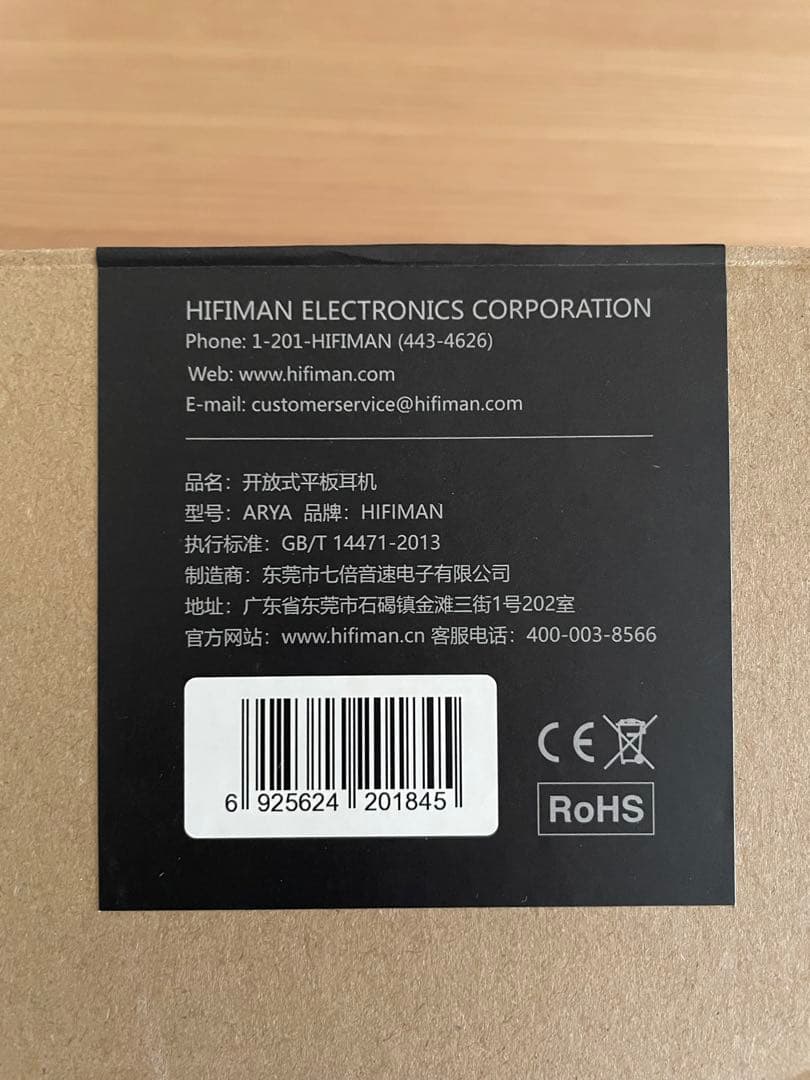 HIFIMAN ELECTRONICS CORPORATION
Phone: 1-201-HIFIMAN (443-4626)
Web: www.hifiman.com
E-mail: customerservice@hifiman.com
品名：开放式平板耳机
型号：ARYA 品牌：HIFIMAN
执行标准：GB/T 14471-2013
制造商：东莞市七倍音速电子有限公司
地址：广东省东莞市石碣镇金滩三街1号202室
官方网站：www.hifiman.cn 客服电话：400-003-8566
6 925624 201845
CE
RoHS